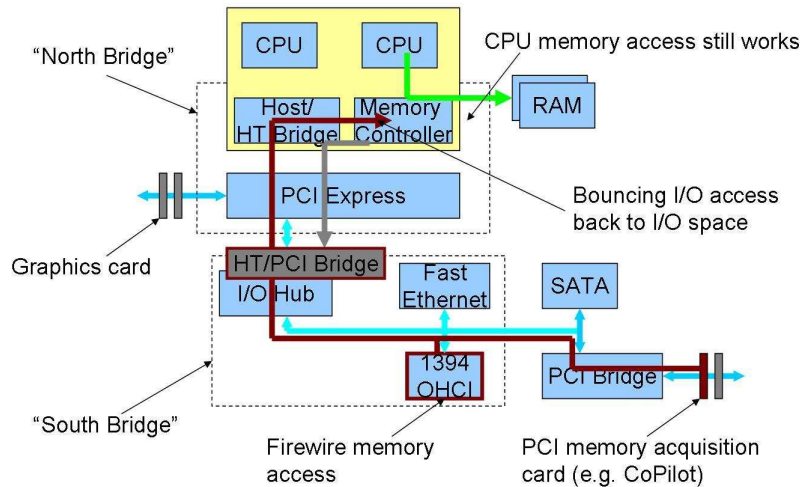 CPU
CPU
CPU memory access still works
“North Bridge”
RAM
Host/
HT Bridge
Memory
Controller
PCI Express
Bouncing I/O access
back to I/O space
Graphics card
HT/PCI Bridge
I/O Hub
Fast
Ethernet
SATA
1394
OHCI
PCI Bridge
“South Bridge”
Firewire memory
access
PCI memory acquisition
card (e.g. CoPilot)